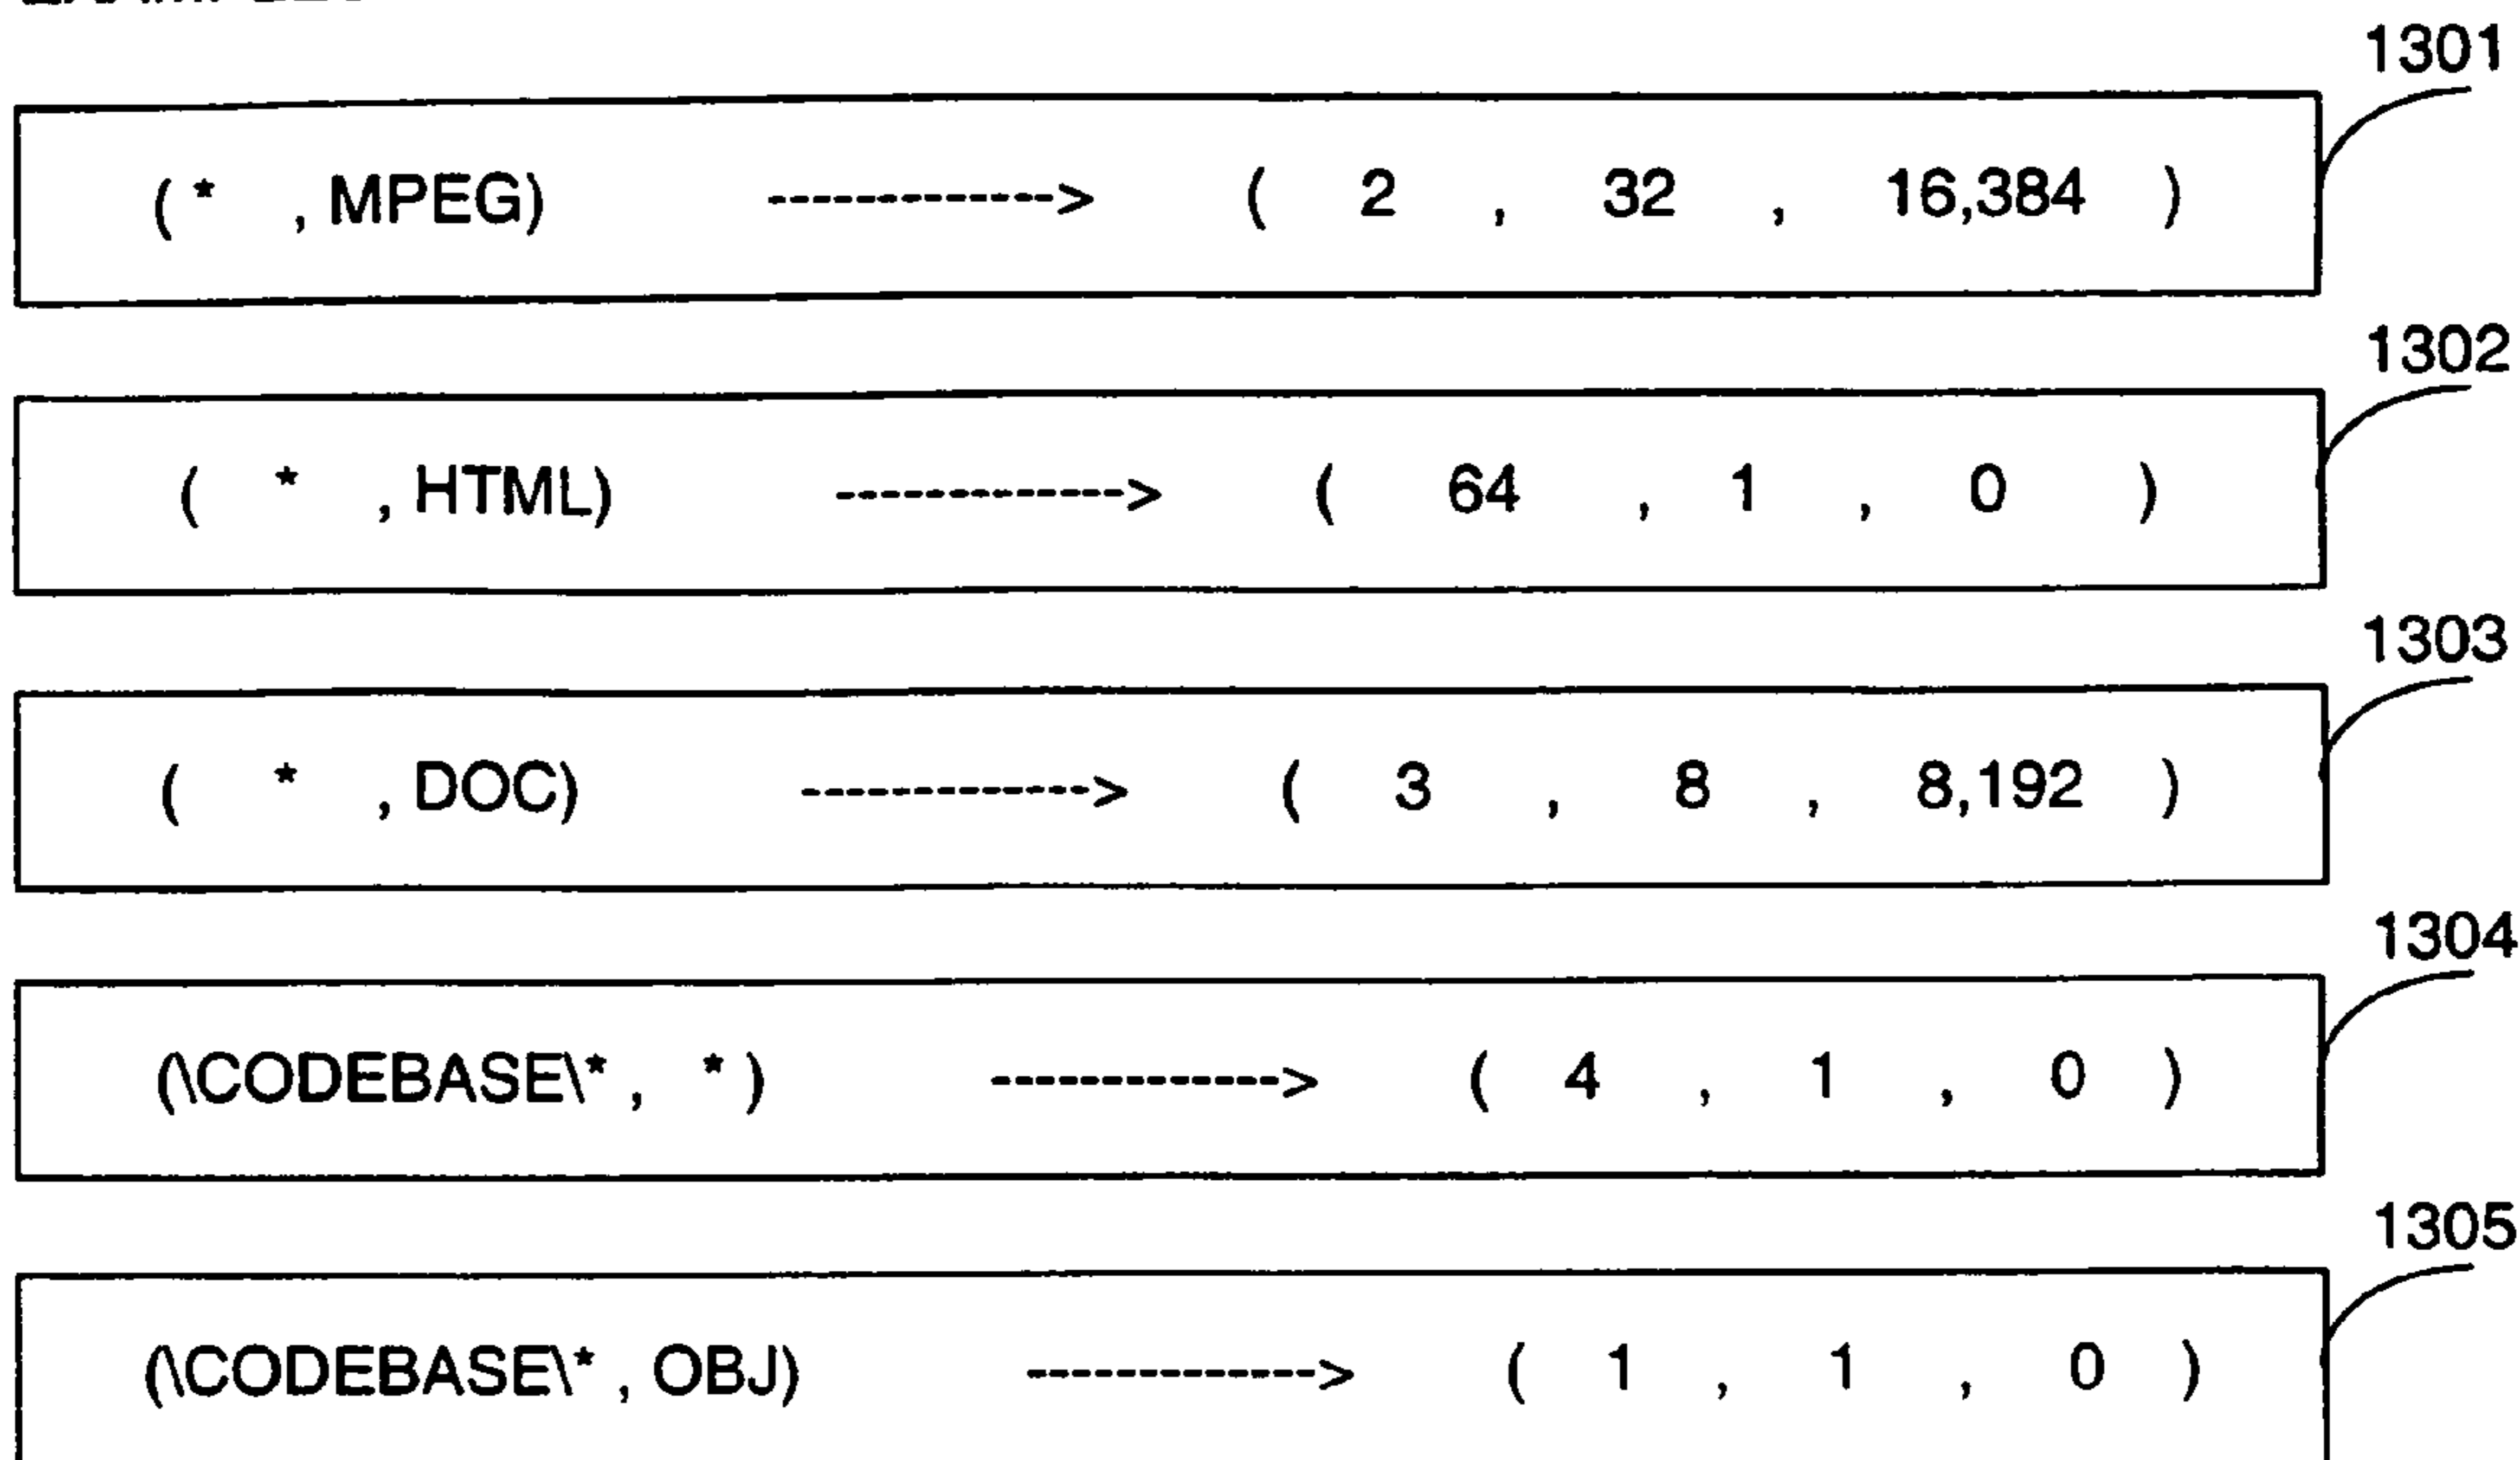 1301
( * , MPEG) ------------> ( 2 , 32 , 16,384 )
1302
( * , HTML) ------------> ( 64 , 1 , 0 )
1303
( * , DOC) ------------> ( 3 , 8 , 8,192 )
1304
(\CODEBASE\* , * ) ------------> ( 4 , 1 , 0 )
1305
(\CODEBASE\* , OBJ) ------------> ( 1 , 1 , 0 )